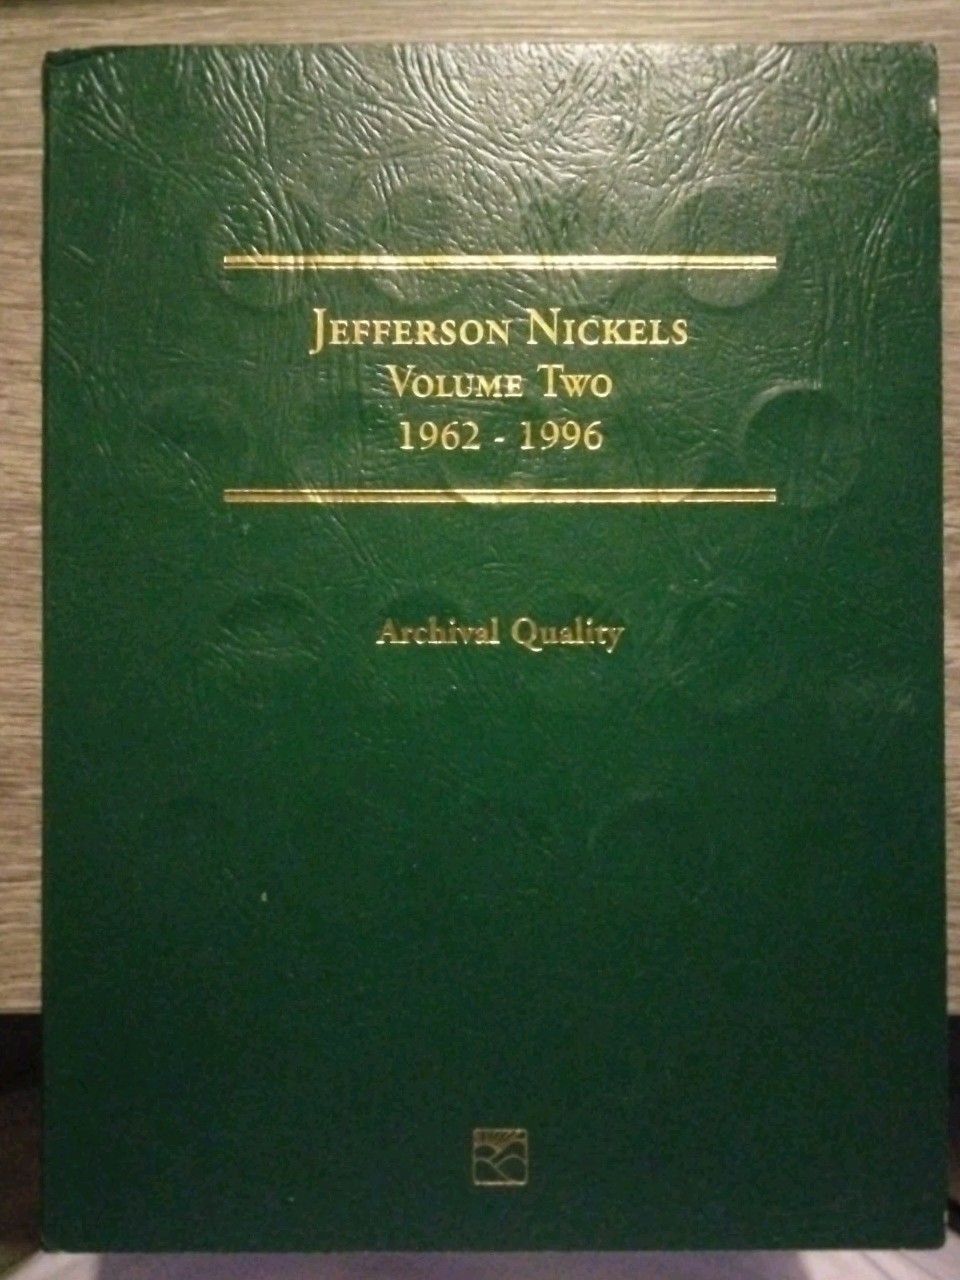 JEFFERSON NICKELS
VOLUME TWO
1962 - 1996
Archival Quality